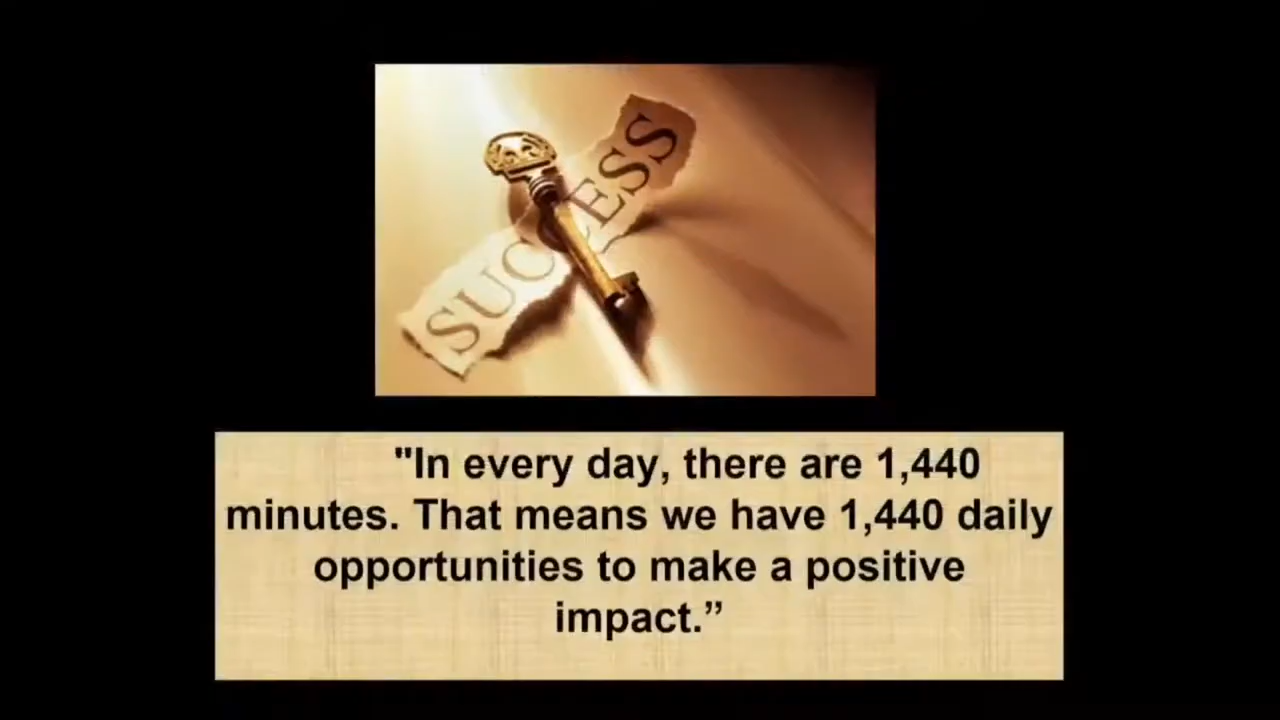 SUCCESS
"In every day, there are 1,440
minutes. That means we have 1,440 daily
opportunities to make a positive
impact.”